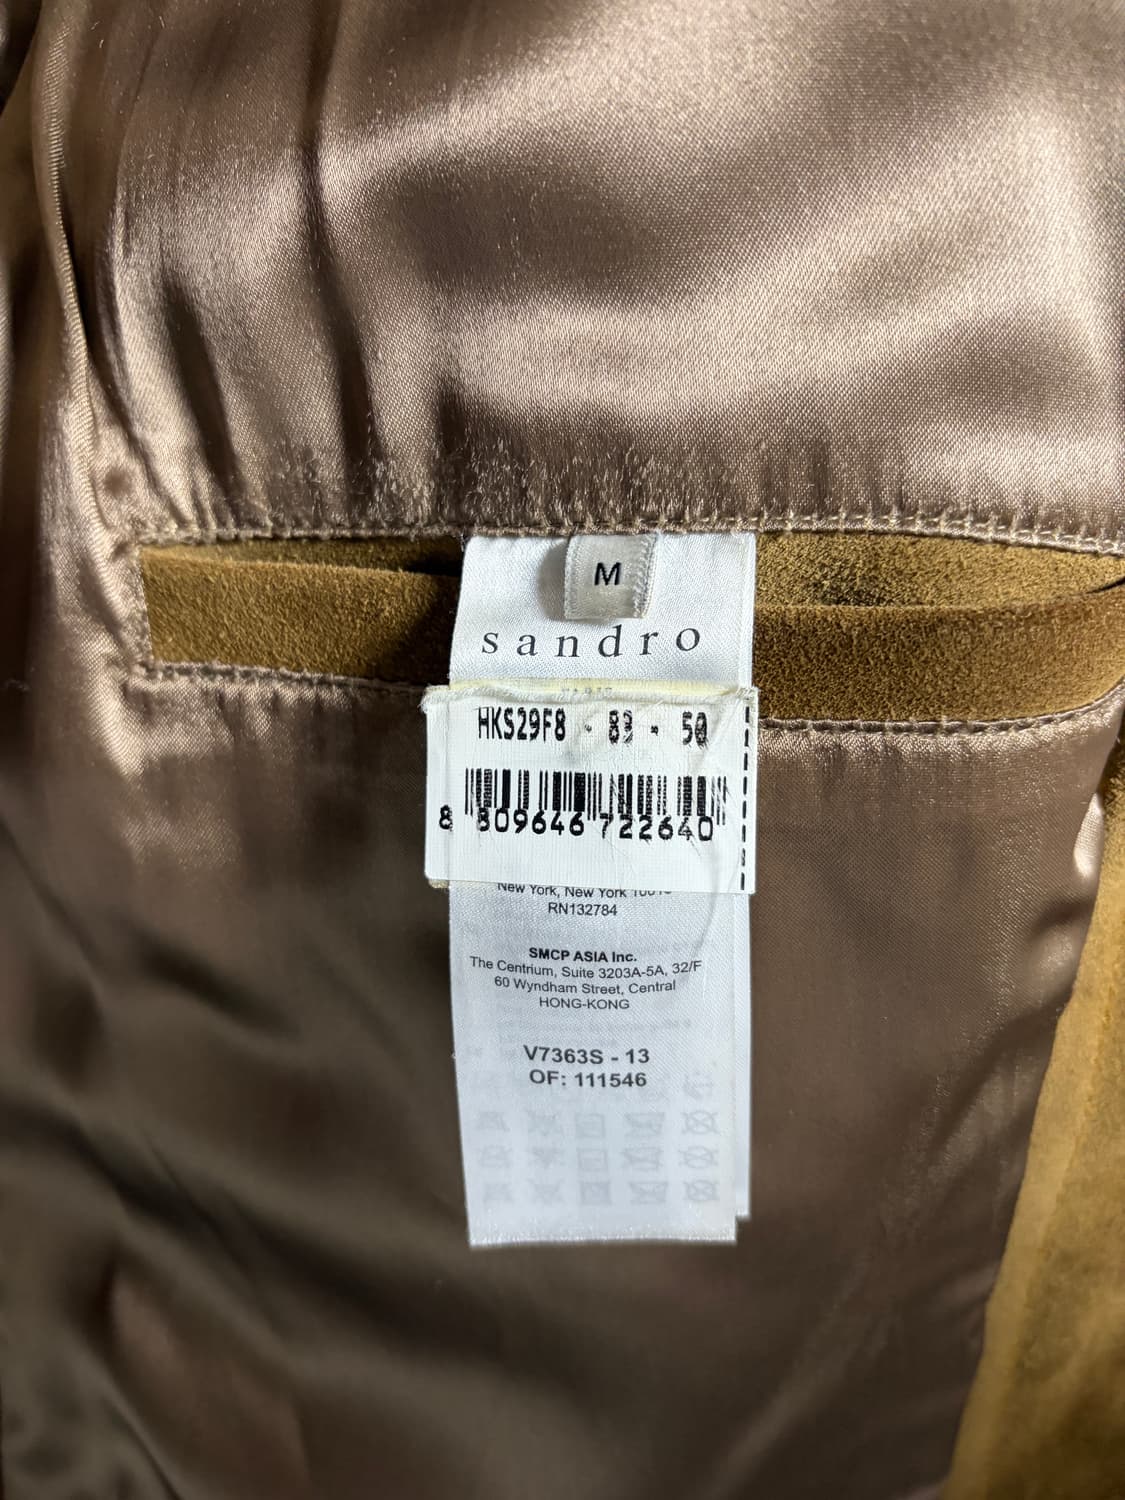 M
sandro
HKS29F8 - 89 - 50
8 809646 722640
New York, New York
RN132784
SMCP ASIA Inc.
The Centrium, Suite 3203A-5A, 32/F
60 Wyndham Street, Central
HONG-KONG
V7363S - 13
OF: 111546